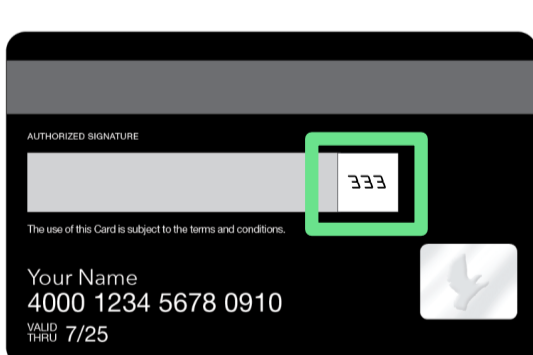 AUTHORIZED SIGNATURE
333
The use of this Card is subject to the terms and conditions.
Your Name
4000 1234 5678 0910
VALID
THRU 7/25